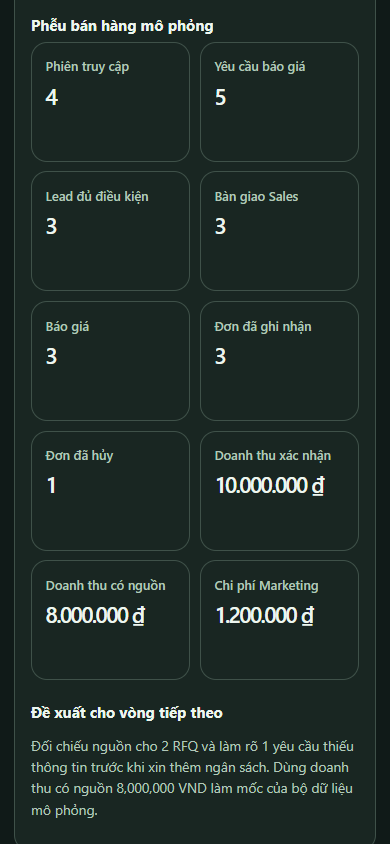 Phễu bán hàng mô phỏng
Phiên truy cập
4
Yêu cầu báo giá
5
Lead đủ điều kiện
3
Bàn giao Sales
3
Báo giá
3
Đơn đã ghi nhận
3
Đơn đã hủy
1
Doanh thu xác nhận
10.000.000 ₫
Doanh thu có nguồn
8.000.000 ₫
Chi phí Marketing
1.200.000 ₫
Đề xuất cho vòng tiếp theo
Đối chiếu nguồn cho 2 RFQ và làm rõ 1 yêu cầu thiếu
thông tin trước khi xin thêm ngân sách. Dùng doanh
thu có nguồn 8,000,000 VND làm mốc của bộ dữ liệu
mô phỏng.